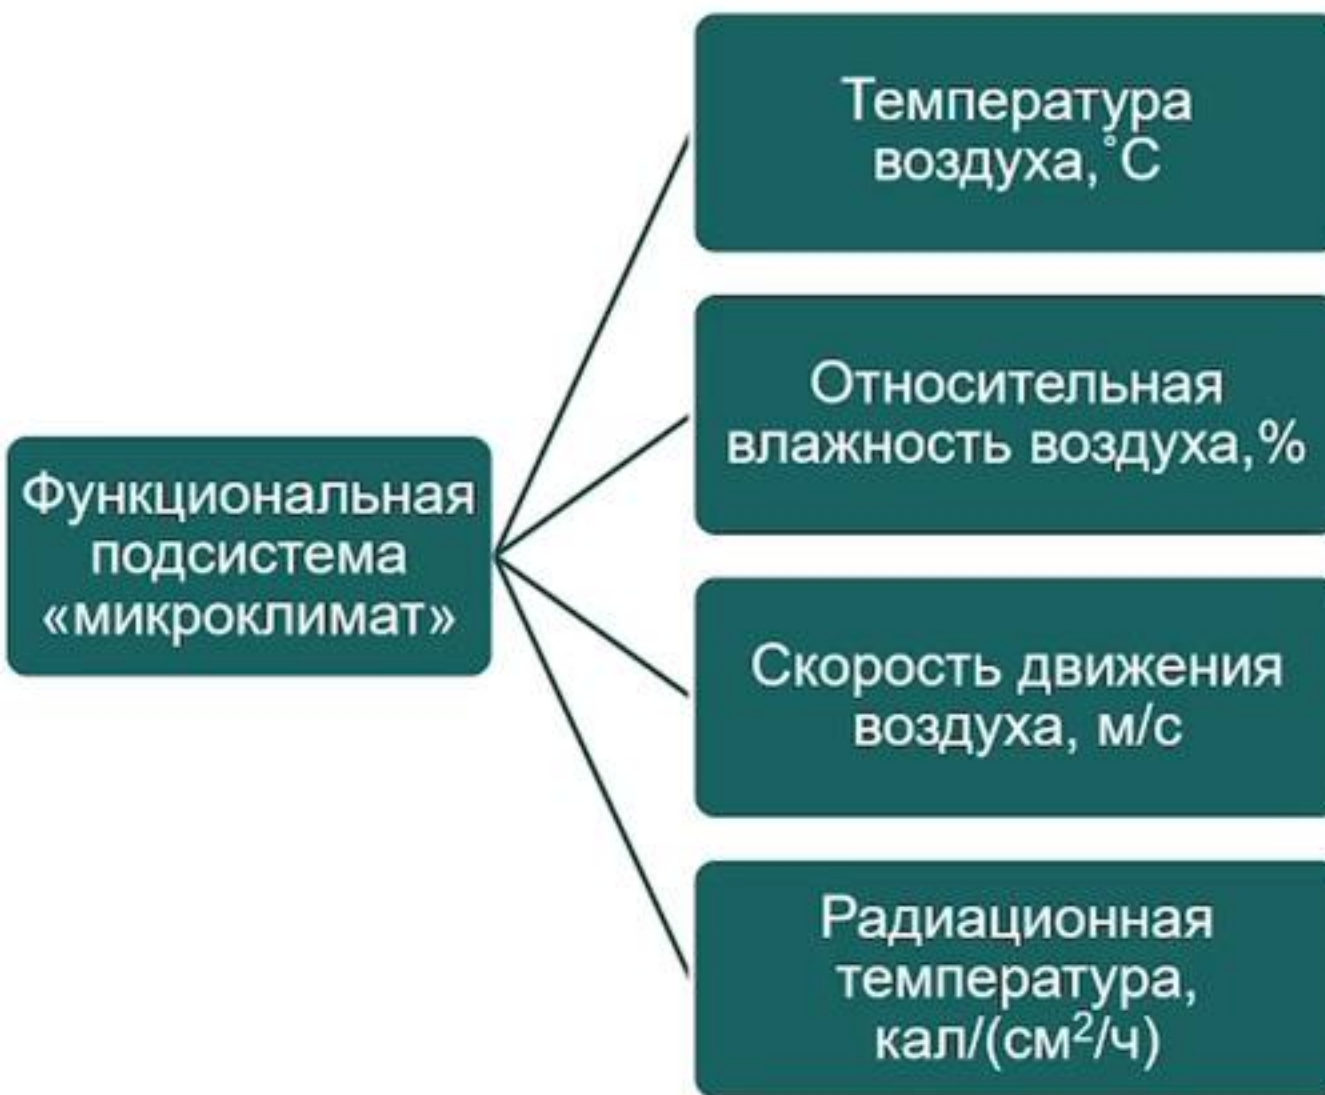 Температура
воздуха,˚С
Относительная
влажность воздуха,%
Функциональная
подсистема
«микроклимат»
Скорость движения
воздуха, м/с
Радиационная
температура,
кал/(см²/ч)